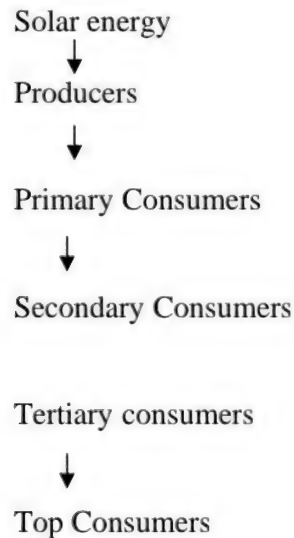 Solar energy
Producers
Primary Consumers
Secondary Consumers
Tertiary consumers
Top Consumers